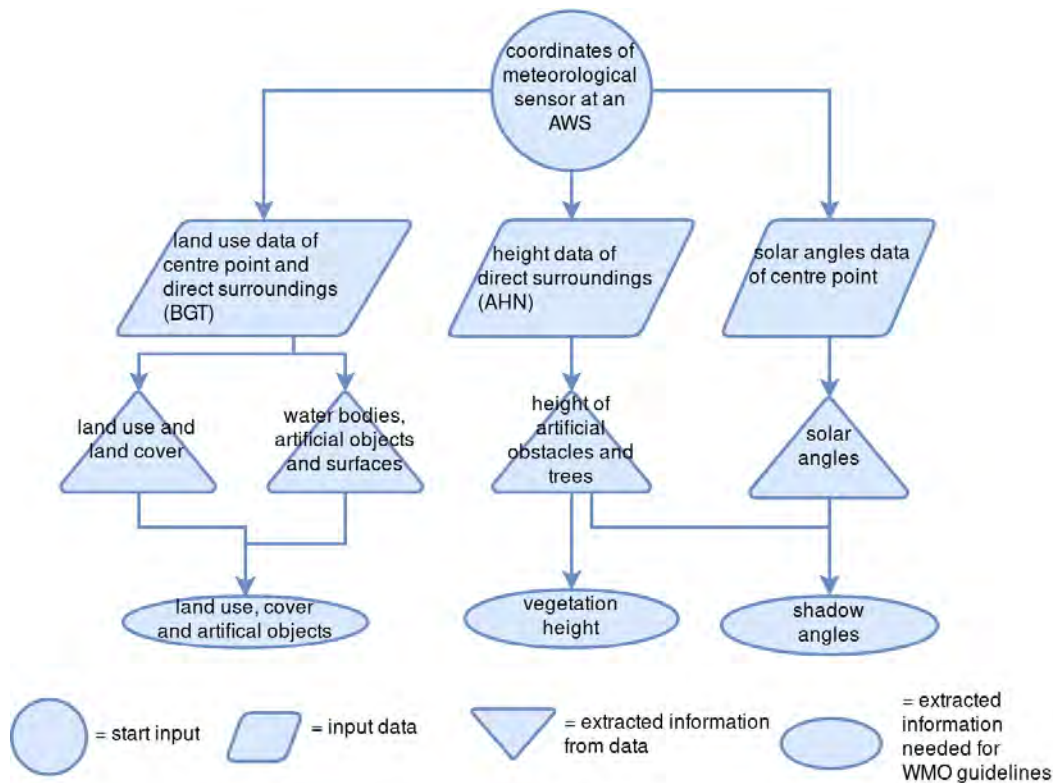 coordinates of
meteorological
sensor at an
AWS
land use data of
centre point and
direct surroundings
(BGT)
height data of
direct surroundings
(AHN)
solar angles data
of centre point
land use and
land cover
water bodies,
artificial objects
and surfaces
height of
artificial
obstacles and
trees
solar
angles
land use, cover
and artifical objects
vegetation
height
shadow
angles
= start input
= input data
= extracted information
from data
= extracted
information
needed for
WMO guidelines